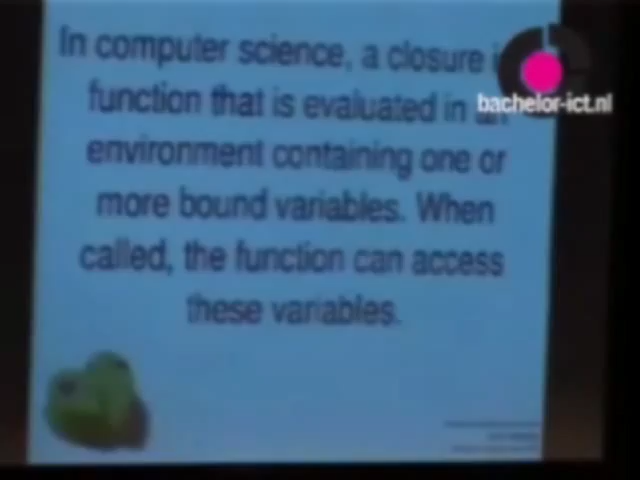 In computer science, a closure i
function that is evaluated in an
environment containing one or
more bound variables. When
called, the function can access
these variables.
bachelor-ict.nl